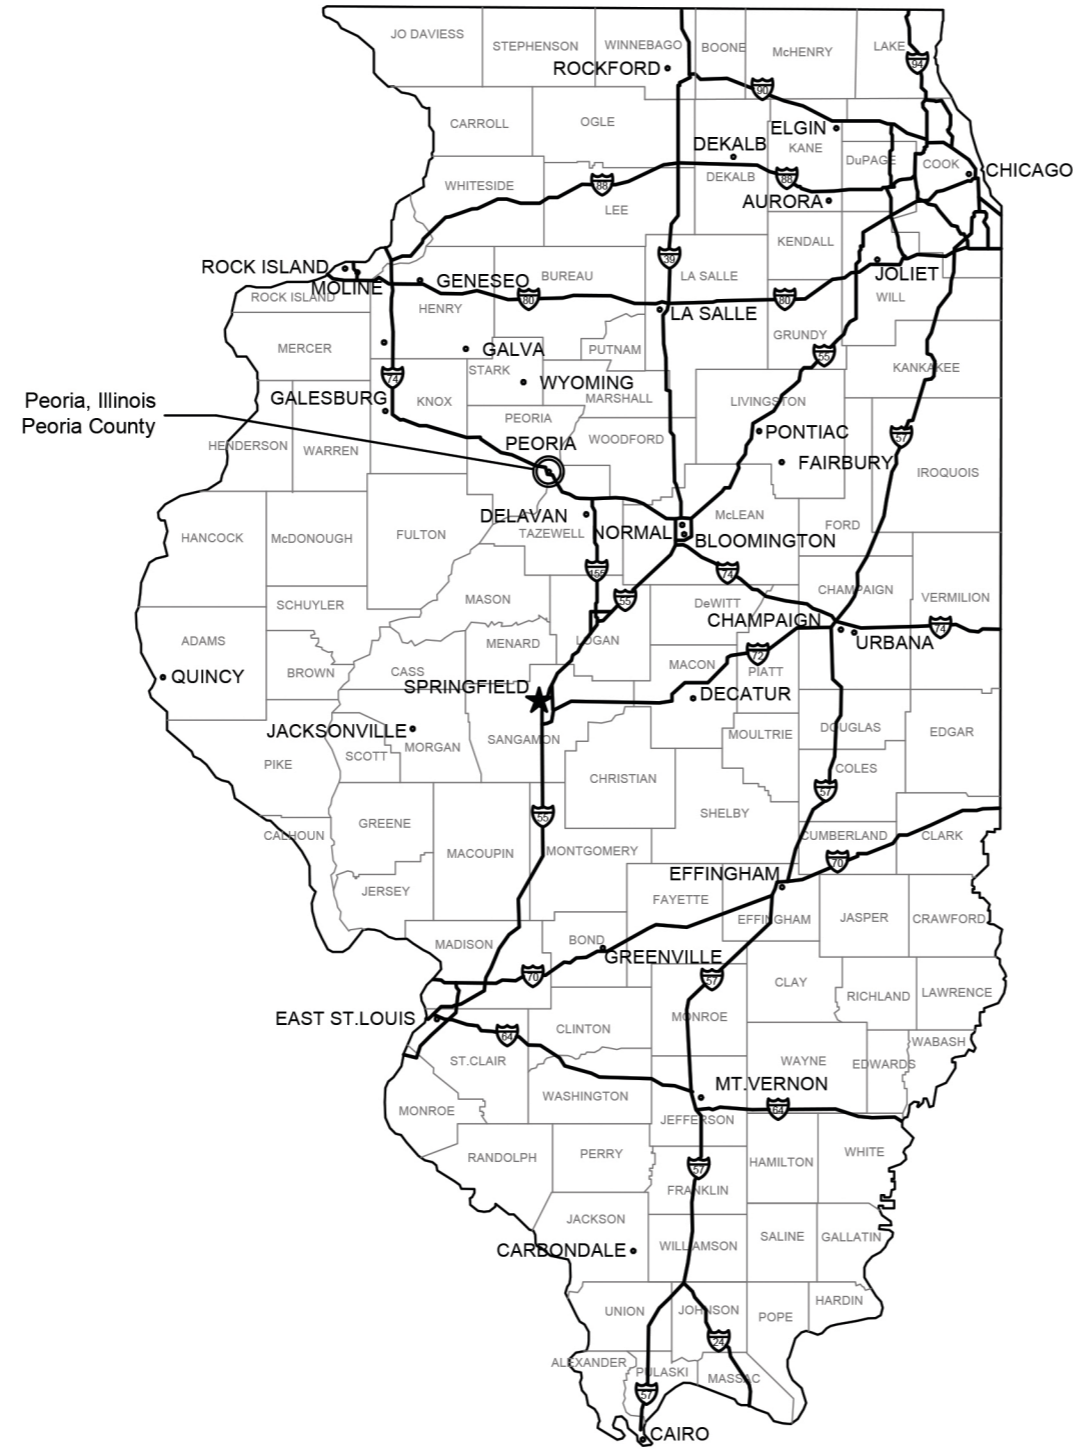 JO DAVIESS
STEPHENSON
WINNEBAGO
BOONE
McHENRY
LAKE
ROCKFORD
94
90
CARROLL
OGLE
ELGIN
DEKALB
KANE
DuPAGE
COOK
CHICAGO
WHITESIDE
88
DEKALB
88
LEE
AURORA
KENDALL
ROCK ISLAND
39
MOLINE
GENESEO
BUREAU
LA SALLE
JOLIET
ROCK ISLAND
HENRY
80
80
WILL
LA SALLE
GRUNDY
MERCER
GALVA
PUTNAM
55
STARK
KANKAKEE
74
WYOMING
GALESBURG
KNOX
MARSHALL
LIVINGSTON
Peoria, Illinois
Peoria County
PEORIA
PONTIAC
57
HENDERSON
WARREN
PEORIA
WOODFORD
FAIRBURY
IROQUOIS
DELAVAN
McLEAN
HANCOCK
McDONOUGH
FULTON
TAZEWELL
NORMAL
FORD
BLOOMINGTON
155
74
SCHUYLER
MASON
55
DeWITT
CHAMPAIGN
VERMILION
CHAMPAIGN
74
ADAMS
MENARD
LOGAN
URBANA
72
QUINCY
BROWN
CASS
MACON
PIATT
SPRINGFIELD
DECATUR
JACKSONVILLE
MORGAN
SANGAMON
MOULTRIE
DOUGLAS
EDGAR
PIKE
SCOTT
CHRISTIAN
COLES
57
SHELBY
55
CALHOUN
GREENE
CUMBERLAND
CLARK
MACOUPIN
MONTGOMERY
70
EFFINGHAM
JERSEY
FAYETTE
EFFINGHAM
JASPER
CRAWFORD
MADISON
BOND
GREENVILLE
70
57
CLAY
RICHLAND
LAWRENCE
EAST ST.LOUIS
MONROE
64
CLINTON
WABASH
ST.CLAIR
WAYNE
EDWARDS
MT.VERNON
MONROE
WASHINGTON
64
JEFFERSON
RANDOLPH
PERRY
57
HAMILTON
WHITE
FRANKLIN
JACKSON
CARBONDALE
WILLIAMSON
SALINE
GALLATIN
UNION
JOHNSON
POPE
HARDIN
24
ALEXANDER
PULASKI
MASSAC
57
CAIRO